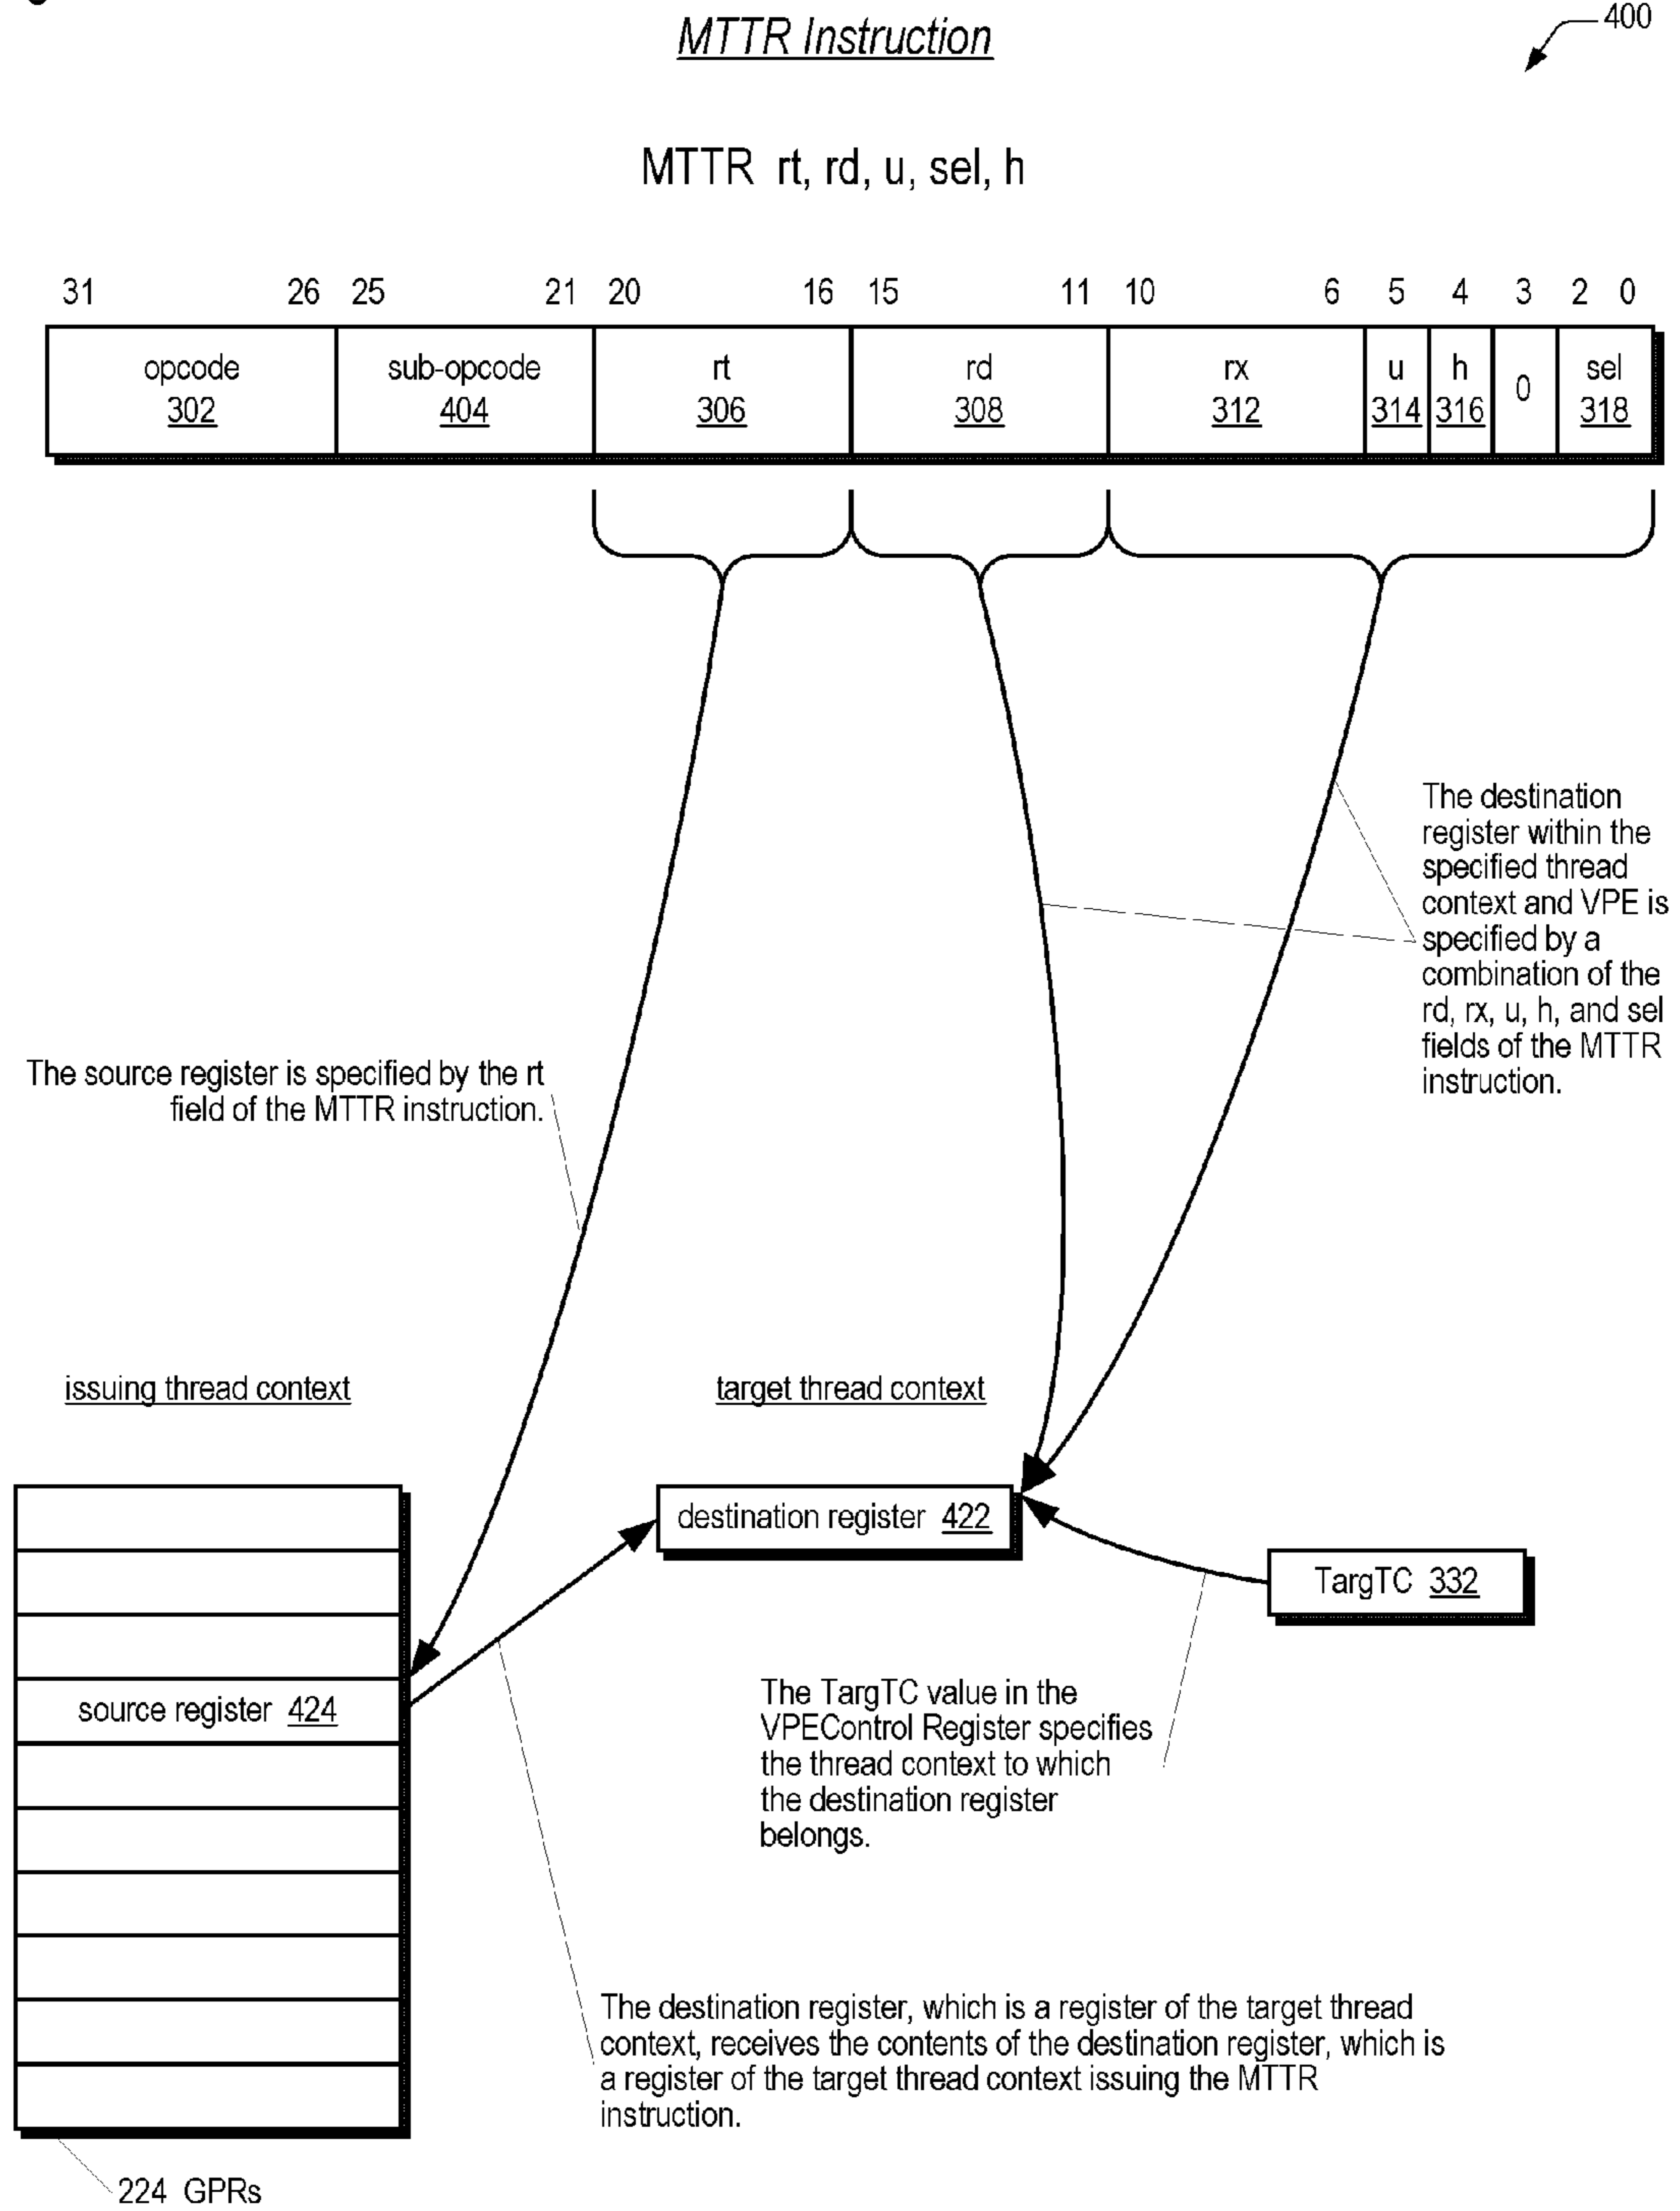 MTTR Instruction
400
MTTR rt, rd, u, sel, h
31 26 25 21 20 16 15 11 10 6 5 4 3 2 0
opcode sub-opcode rt rd rx u h 0 sel
302 404 306 308 312 314 316 318
The destination
register within the
specified thread
context and VPE is
specified by a
combination of the
rd, rx, u, h, and sel
fields of the MTTR
instruction.
The source register is specified by the rt
field of the MTTR instruction.
issuing thread context
target thread context
destination register 422
TargTC 332
source register 424
The TargTC value in the
VPEControl Register specifies
the thread context to which
the destination register
belongs.
The destination register, which is a register of the target thread
context, receives the contents of the destination register, which is
a register of the target thread context issuing the MTTR
instruction.
224 GPRs